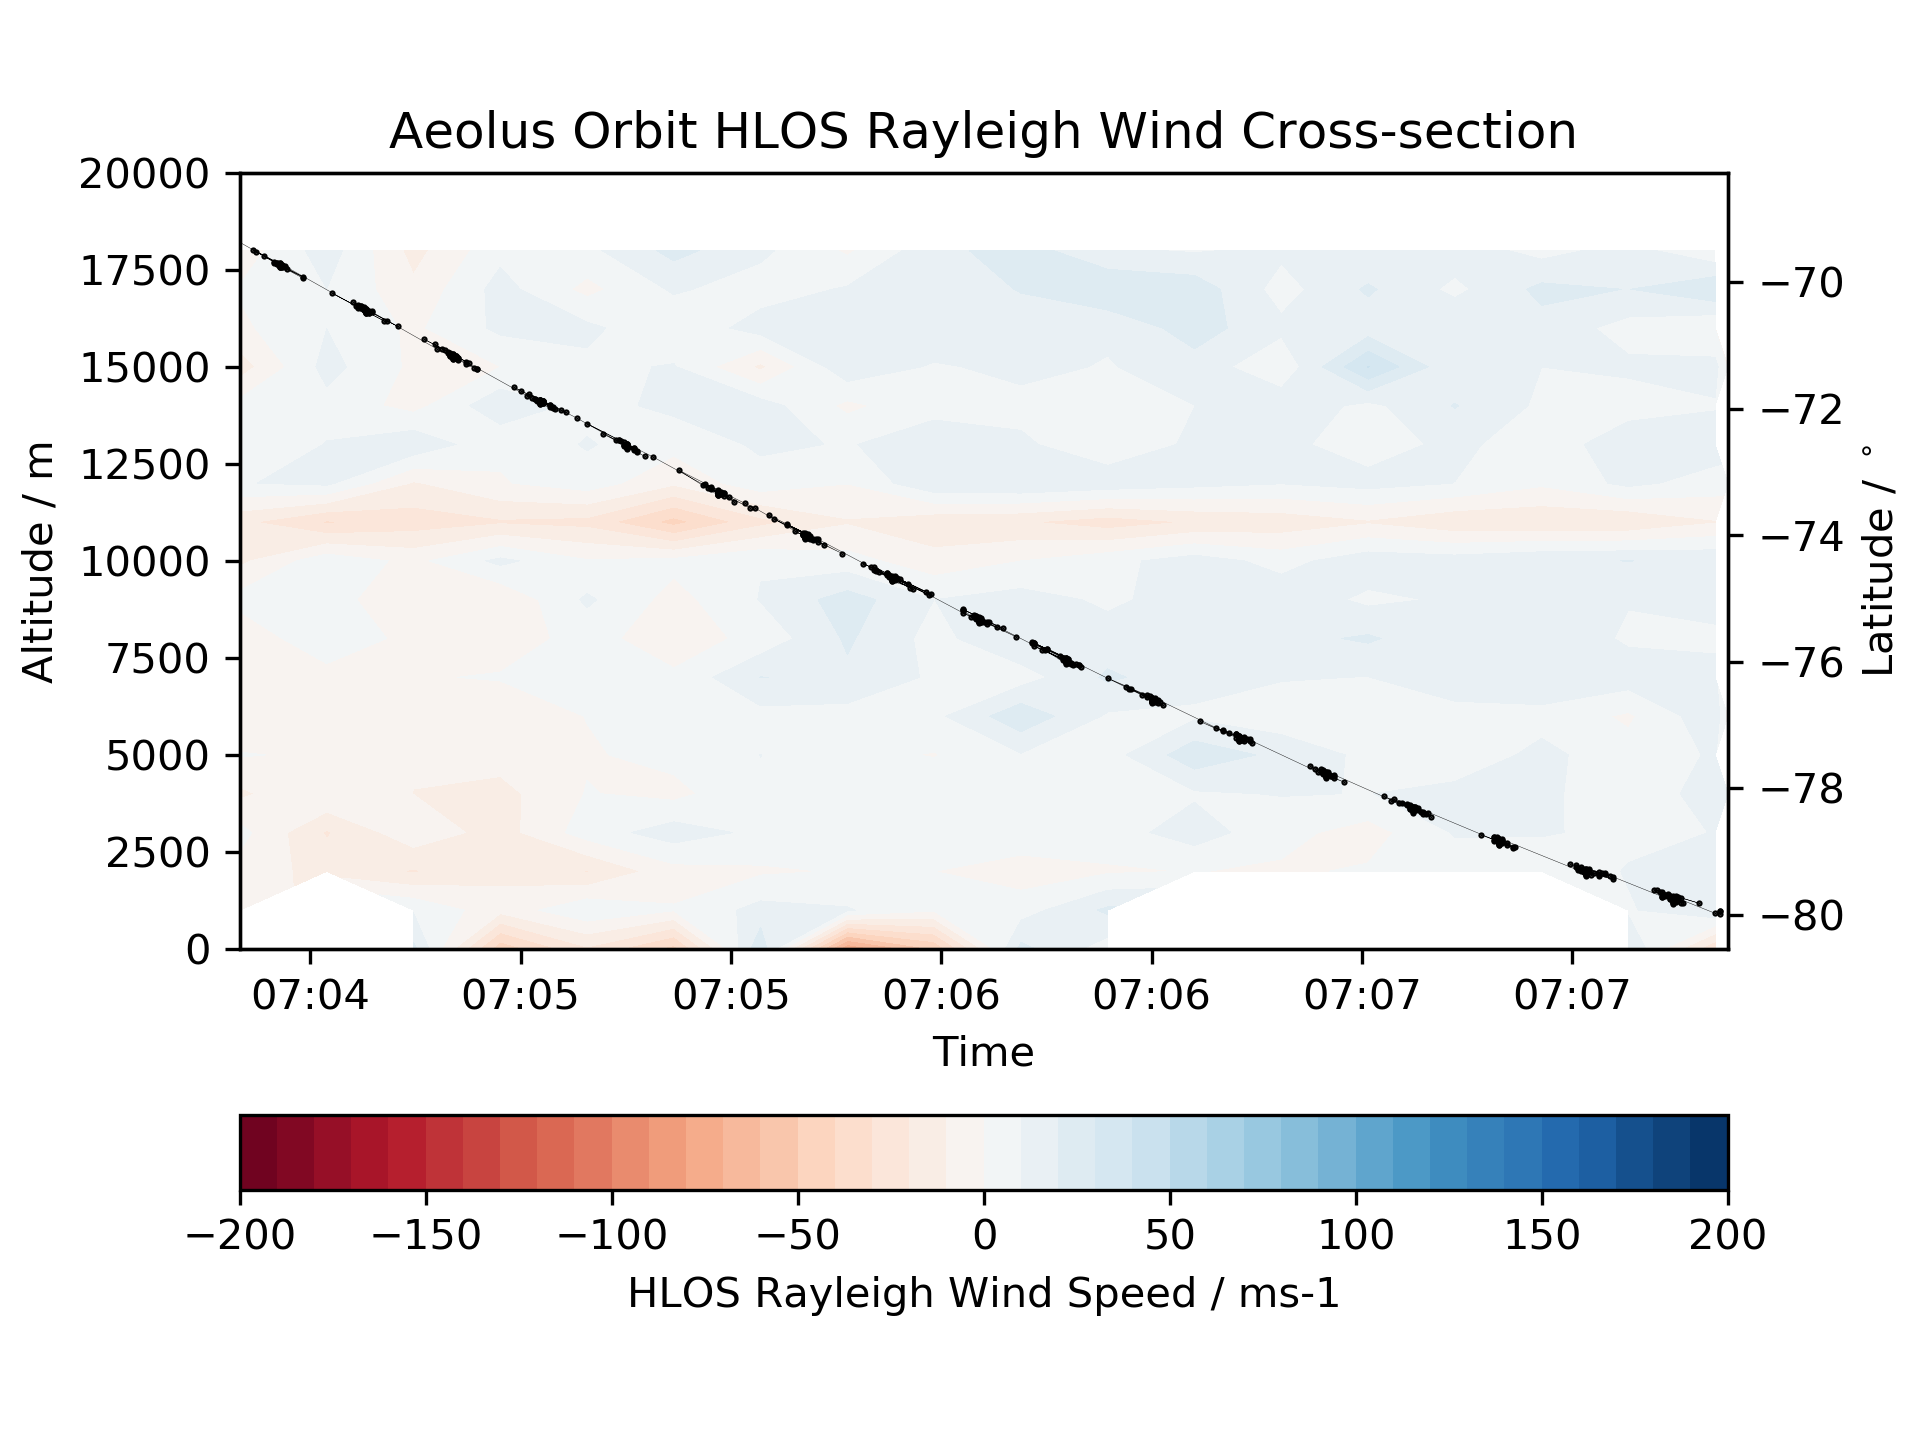 Aeolus Orbit HLOS Rayleigh Wind Cross-section
20000
17500
15000
12500
10000
7500
5000
2500
0
Altitude / m
−70
−72
−74
−76
−78
−80
Latitude / °
07:04 07:05 07:05 07:06 07:06 07:07 07:07
Time
−200 −150 −100 −50 0 50 100 150 200
HLOS Rayleigh Wind Speed / ms-1